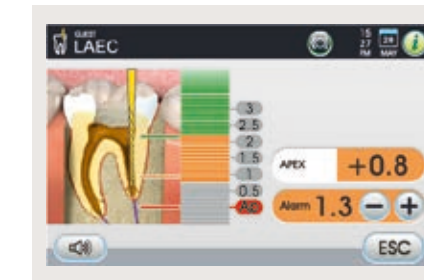 GUEST
LAEC
15
27
PM
24
MAY
3
2.5
2
1.5
1
0.5
APEX +0.8
Alarm 1.3 - +
ESC